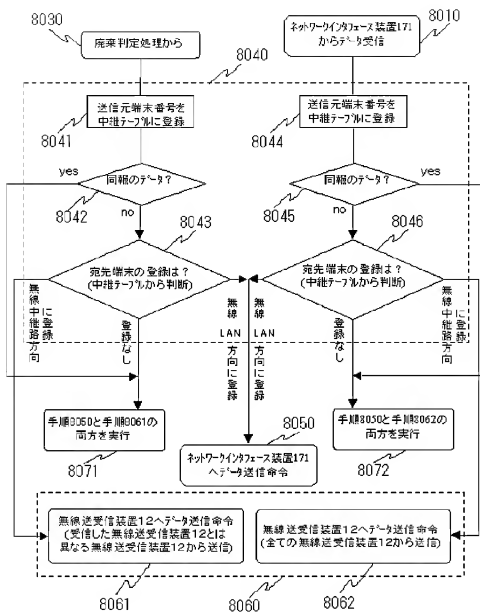 8030
廃棄判定処理から
ネットワークインタフェース装置171
からデータ受信
8010
8040
送信元端末番号を
中継テーブルに登録
8041
送信元端末番号を
中継テーブルに登録
8044
yes
同報のデータ?
8042
no
yes
同報のデータ?
8045
no
8043
宛先端末の登録は?
(中継テーブルから判断)
8046
宛先端末の登録は?
(中継テーブルから判断)
無線中継路方向
に登録
登録なし
無線LAN方向に登録
無線LAN方向に登録
登録なし
無線中継路方向
に登録
手順8050と手順8061の
両方を実行
8071
8050
ネットワークインタフェース装置171
へデータ送信命令
手順8050と手順8062の
両方を実行
8072
無線送受信装置12へデータ送信命令
(受信した無線送受信装置12とは
異なる無線送受信装置12から送信)
8061
無線送受信装置12へデータ送信命令
(全ての無線送受信装置12から送信)
8062
8060